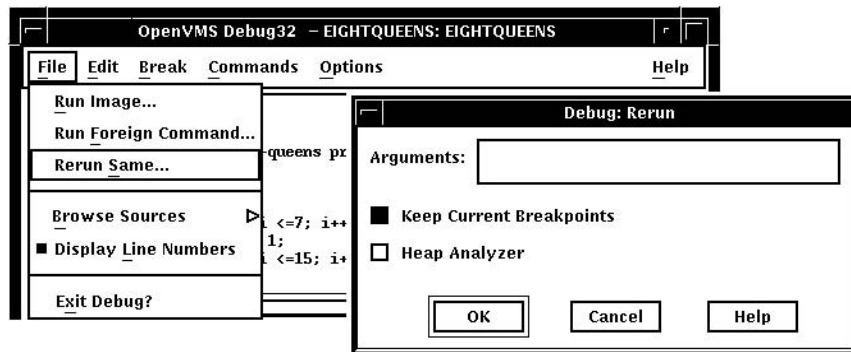 OpenVMS Debug32 – EIGHTQUEENS: EIGHTQUEENS
File Edit Break Commands Options Help
Run Image...
Run Foreign Command...
Rerun Same...
Browse Sources
Display Line Numbers
Exit Debug?
-queens pr
i <=7; i++
1;
i <=15; i+
Debug: Rerun
Arguments:
Keep Current Breakpoints
Heap Analyzer
OK Cancel Help